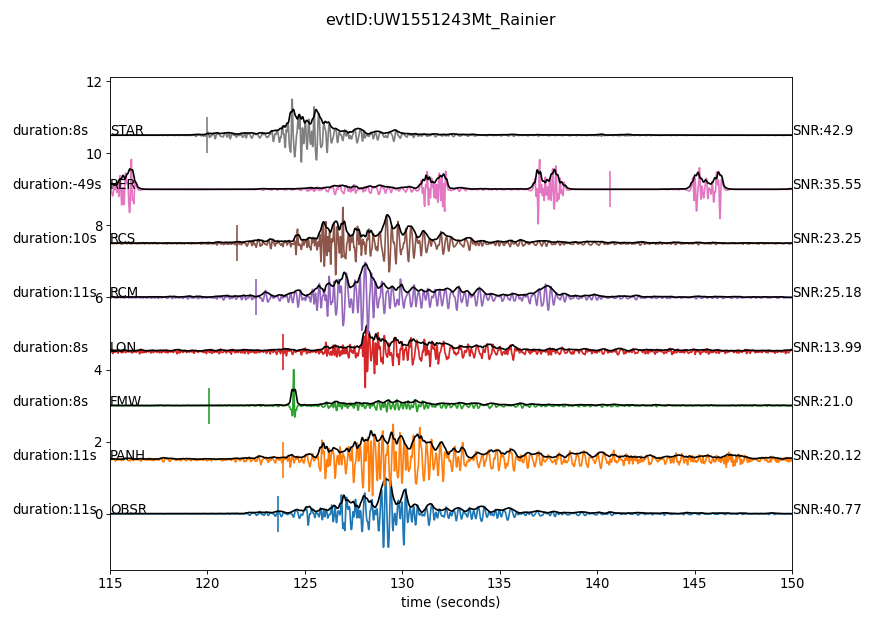 evtID:UW1551243Mt_Rainier
12
duration:8s STAR SNR:42.9
10
duration:-49s RER SNR:35.55
8
duration:10s RCS SNR:23.25
duration:11s RCM SNR:25.18
6
duration:8s LON SNR:13.99
4
duration:8s FMW SNR:21.0
2
duration:11s PANH SNR:20.12
duration:11s OBSR SNR:40.77
0
115 120 125 130 135 140 145 150
time (seconds)